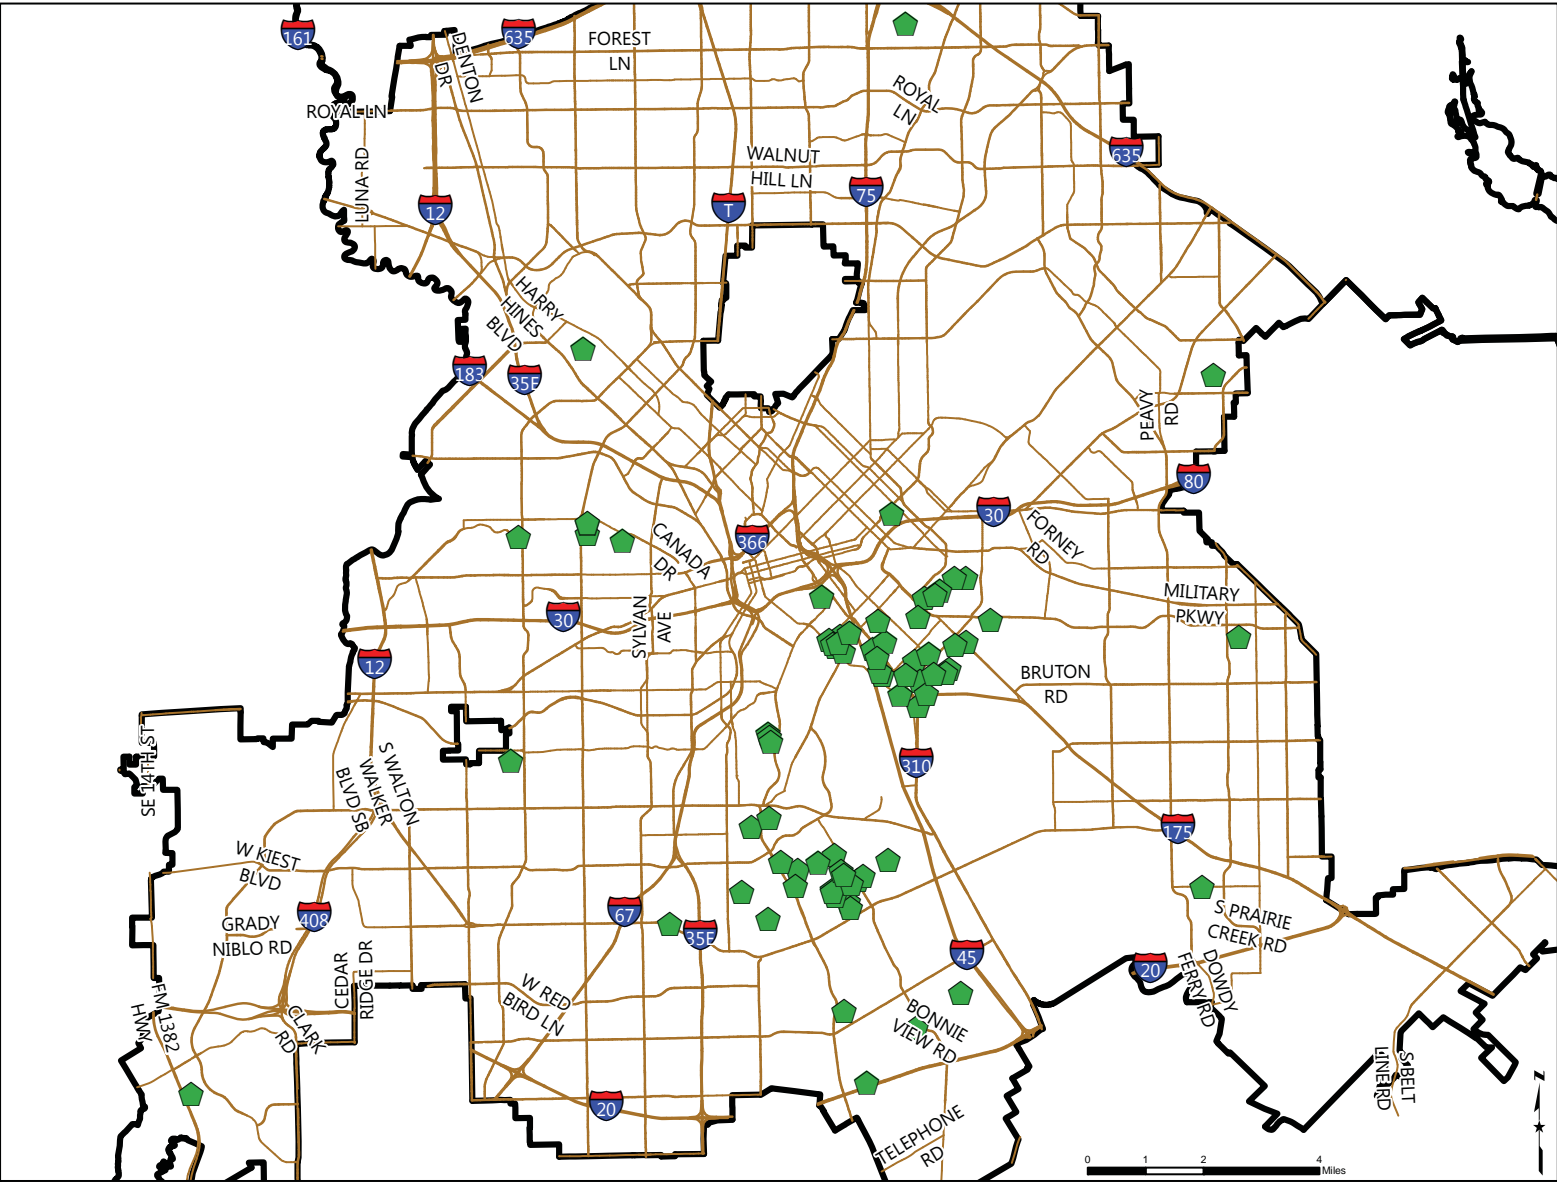 161
635
DENTON
DR
FOREST
LN
ROYAL LN
ROYAL
LN
635
WALNUT
HILL LN
LUNA RD
12
T
75
HARRY
HINES
BLVD
183
35E
PEAVY
RD
80
30
366
CANADA
DR
FORNEY
RD
MILITARY
PKWY
30
SYLVAN
AVE
12
BRUTON
RD
SE 14TH ST
S WALTON
WALKER
BLVD SB
310
175
W KIEST
BLVD
67
408
GRADY
NIBLO RD
35E
S PRAIRIE
CREEK RD
45
20
CEDAR
RIDGE DR
DOWDY
FERRY RD
W RED
BIRD LN
FM 1382
HWY
CLARK
RD
BONNIE
VIEW RD
S BELT
LINE RD
20
TELEPHONE
RD
N
0 1 2 4
Miles